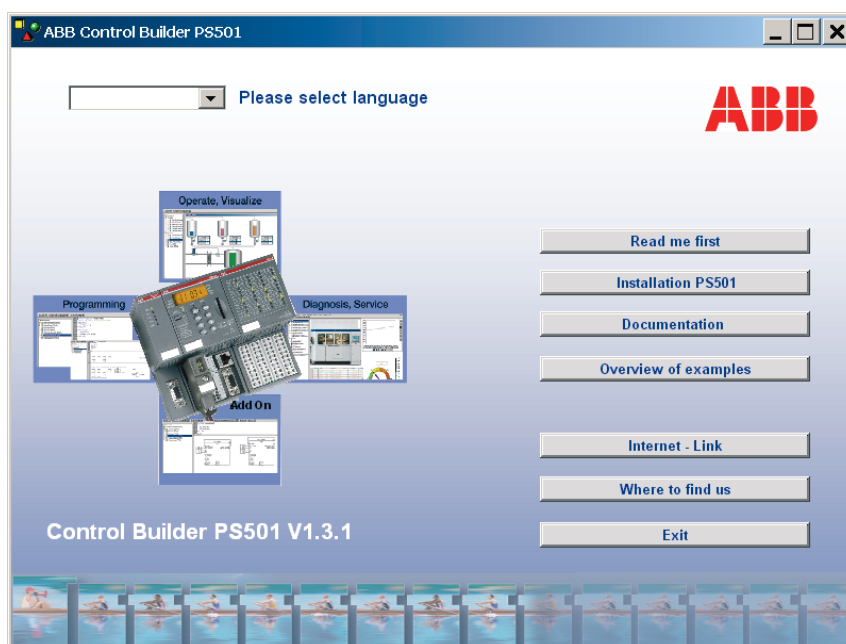 ABB Control Builder PS501
Please select language
ABB
Operate, Visualize
Programming
Diagnosis, Service
Add On
Read me first
Installation PS501
Documentation
Overview of examples
Internet - Link
Where to find us
Exit
Control Builder PS501 V1.3.1